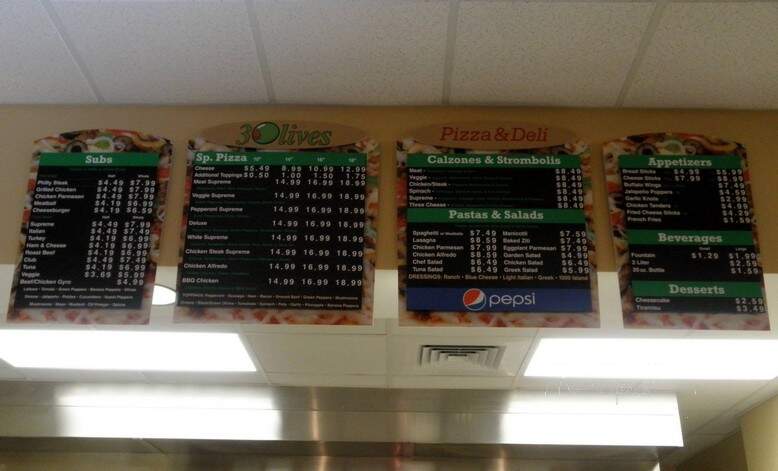 3 Olives
Pizza & Deli
Subs
Half Whole
Philly Steak $4.49 $7.99
Grilled Chicken $4.49 $7.99
Chicken Parmesan $4.49 $7.99
Meatball $4.19
Cheeseburger $4.19 $6.59
Supreme $4.49 $7.99
Italian $4.49 $7.49
Turkey $4.19 $6.99
Ham & Cheese $4.19 $6.99
Roast Beef $4.19 $6.99
Club $4.49 $7.49
Tuna $4.19 $6.99
Veggie $3.69 $5.99
Beef/Chicken Gyro $4.99
Sp. Pizza 10" 14" 16" 18"
Cheese $5.49 8.99 10.99 12.99
Additional Toppings $0.50 1.00 1.50 1.75
Meat Supreme 14.99 16.99 18.99
Veggie Supreme 14.99 16.99 18.99
Pepperoni Supreme 14.99 16.99 18.99
Deluxe 14.99 16.99 18.99
White Supreme 14.99 16.99 18.99
Chicken Steak Supreme 14.99 16.99 18.99
Chicken Alfredo 14.99 16.99 18.99
BBQ Chicken 14.99 16.99 18.99
Calzones & Strombolis
Meat $8.49
Veggie $8.49
Chicken/Steak $8.49
Spinach $8.49
Supreme $8.49
Three Cheese $8.49
Pastas & Salads
Spaghetti w/ Meatballs $7.49 Manicotti $7.59
Lasagna $8.59 Baked Ziti $7.49
Chicken Parmesan $7.99 Eggplant Parmesan $7.99
Chicken Alfredo $8.59 Garden Salad $4.99
Chef Salad $6.49 Chicken Salad $6.49
Tuna Salad $6.49 Greek Salad $5.99
DRESSINGS: Ranch • Blue Cheese • Light Italian • Greek • 1000 Island
pepsi
Appetizers
Bread Sticks $4.99 $5.99
Cheese Sticks $7.99 $8.99
Buffalo Wings $7.49
Jalapeño Poppers $4.59
Garlic Knots $2.99
Chicken Tenders $4.99
Fried Cheese Sticks $4.29
French Fries $1.99
Beverages
Small Large
Fountain $1.29 $1.99
2 Liter $2.59
20 oz. Bottle $1.59
Desserts
Cheesecake $2.59
Tiramisu $3.49